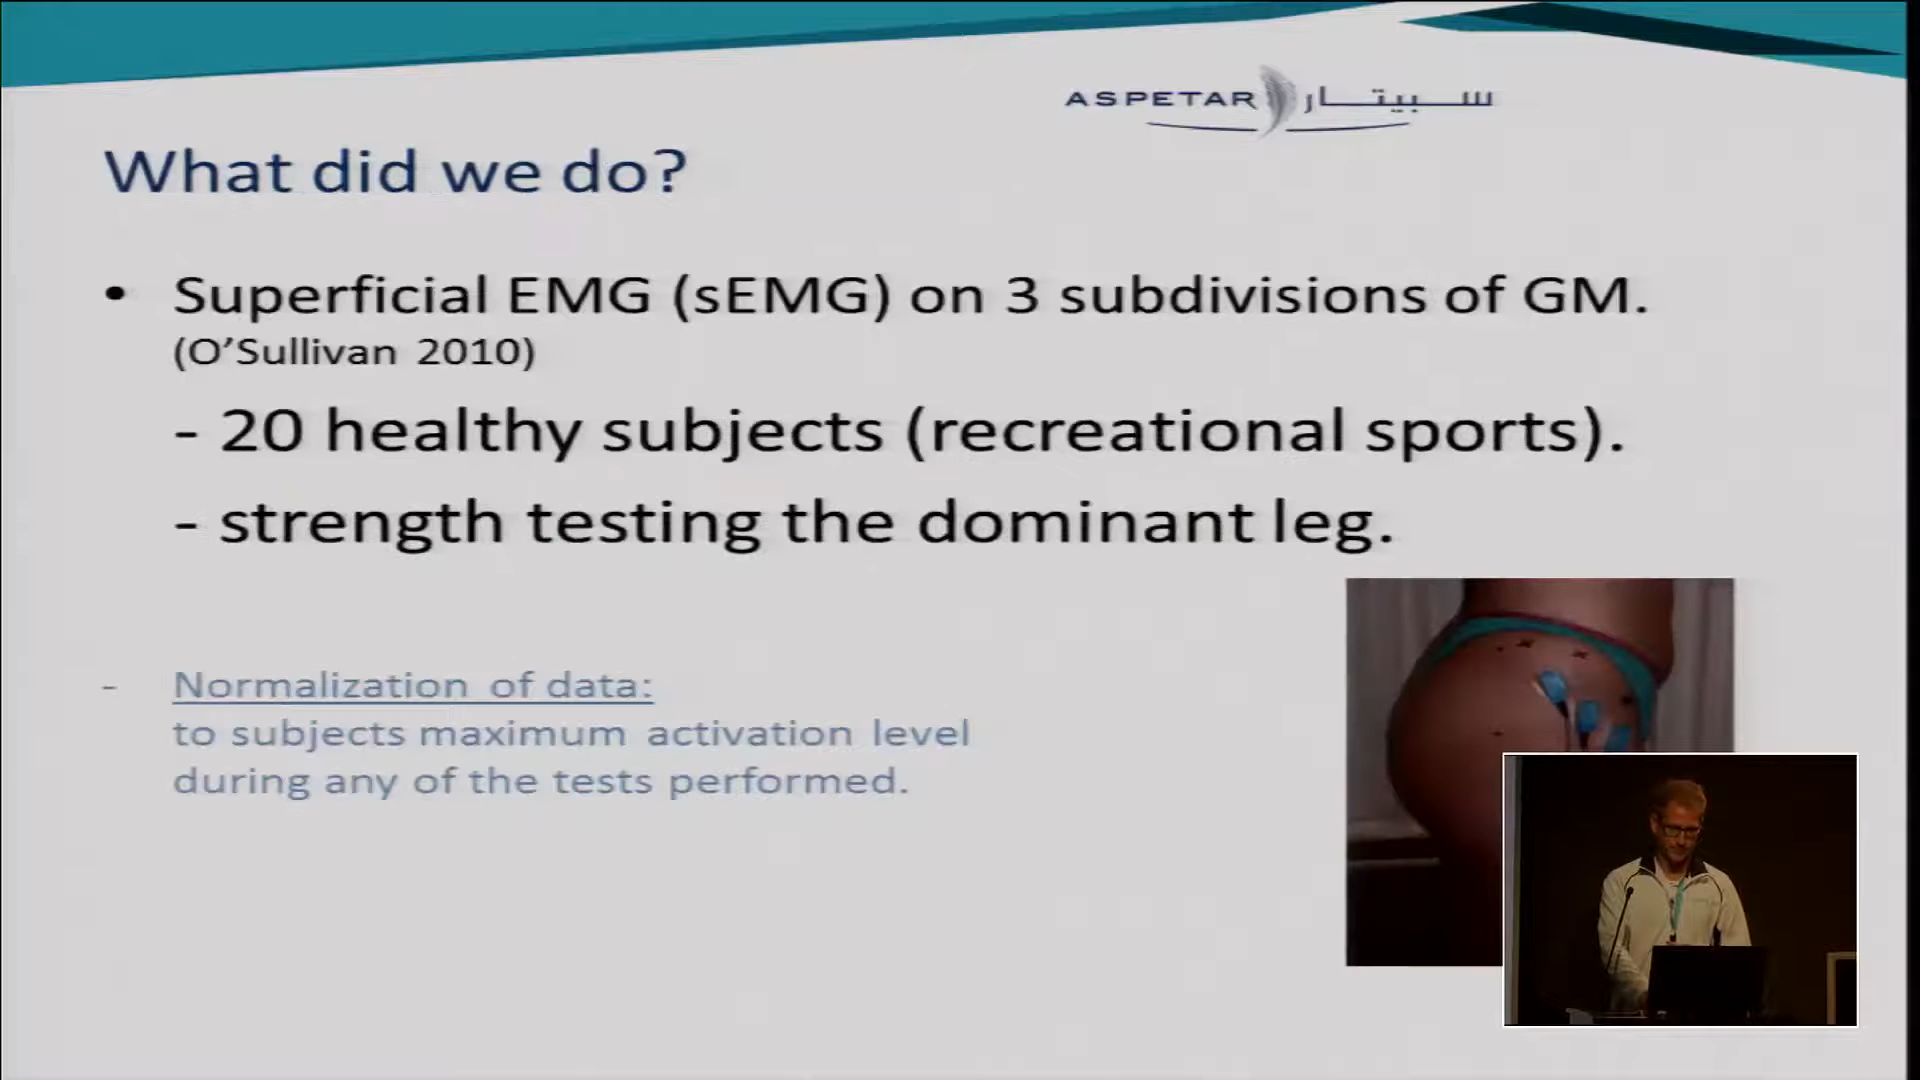 ASPETAR سبيتار
What did we do?
• Superficial EMG (sEMG) on 3 subdivisions of GM.
(O’Sullivan 2010)
- 20 healthy subjects (recreational sports).
- strength testing the dominant leg.
- Normalization of data:
to subjects maximum activation level
during any of the tests performed.